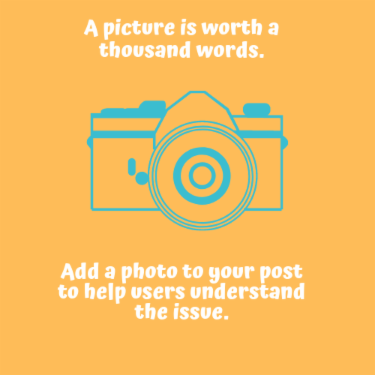 A picture is worth a
thousand words.
Add a photo to your post
to help users understand
the issue.